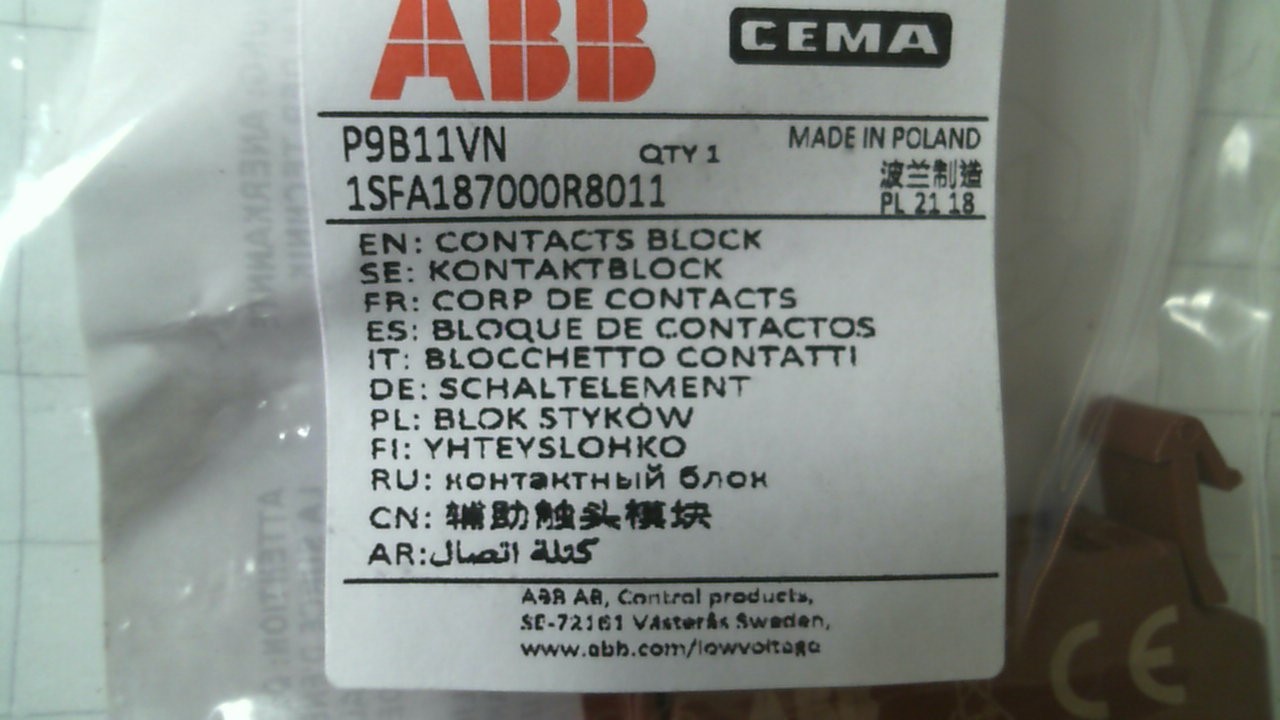 ABB
CEMA
P9B11VN
QTY 1
MADE IN POLAND
1SFA187000R8011
波兰制造
PL 21 18
EN: CONTACTS BLOCK
SE: KONTAKTBLOCK
FR: CORP DE CONTACTS
ES: BLOQUE DE CONTACTOS
IT: BLOCCHETTO CONTATTI
DE: SCHALTELEMENT
PL: BLOK STYKÓW
FI: YHTEYSLOHKO
RU: контактный блок
CN: 辅助触头模块
AR: كتلة اتصال
ABB AB, Control products,
SE-72161 Västerås Sweden,
www.abb.com/lowvoltage
CE